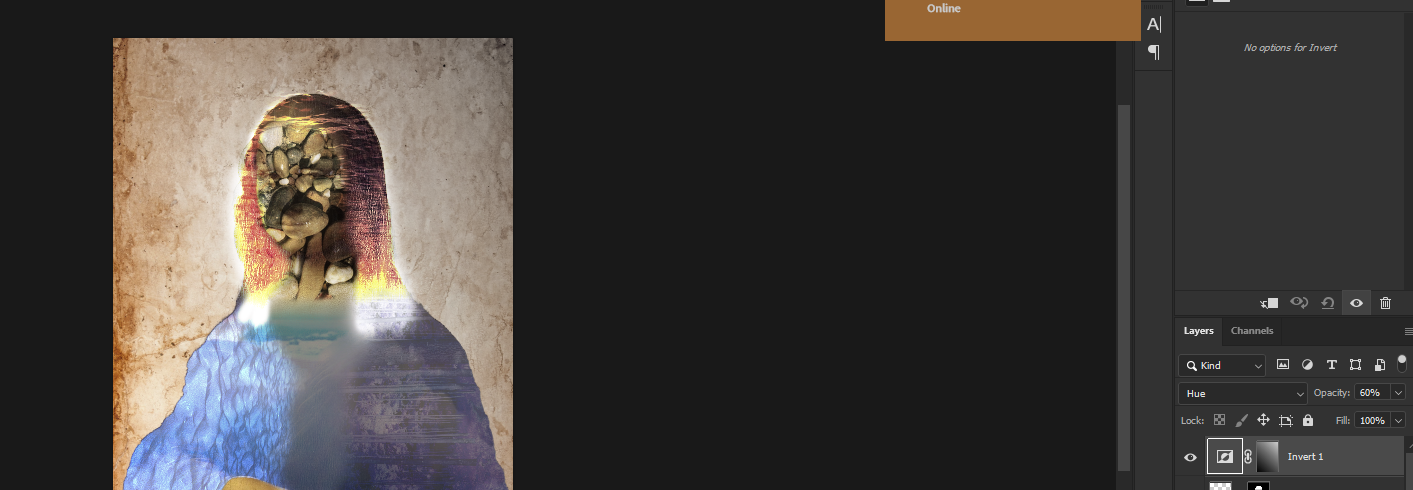 Online
A|
¶
No options for Invert
Layers
Channels
Kind
T
Hue
Opacity:
60%
Lock:
Fill:
100%
Invert 1